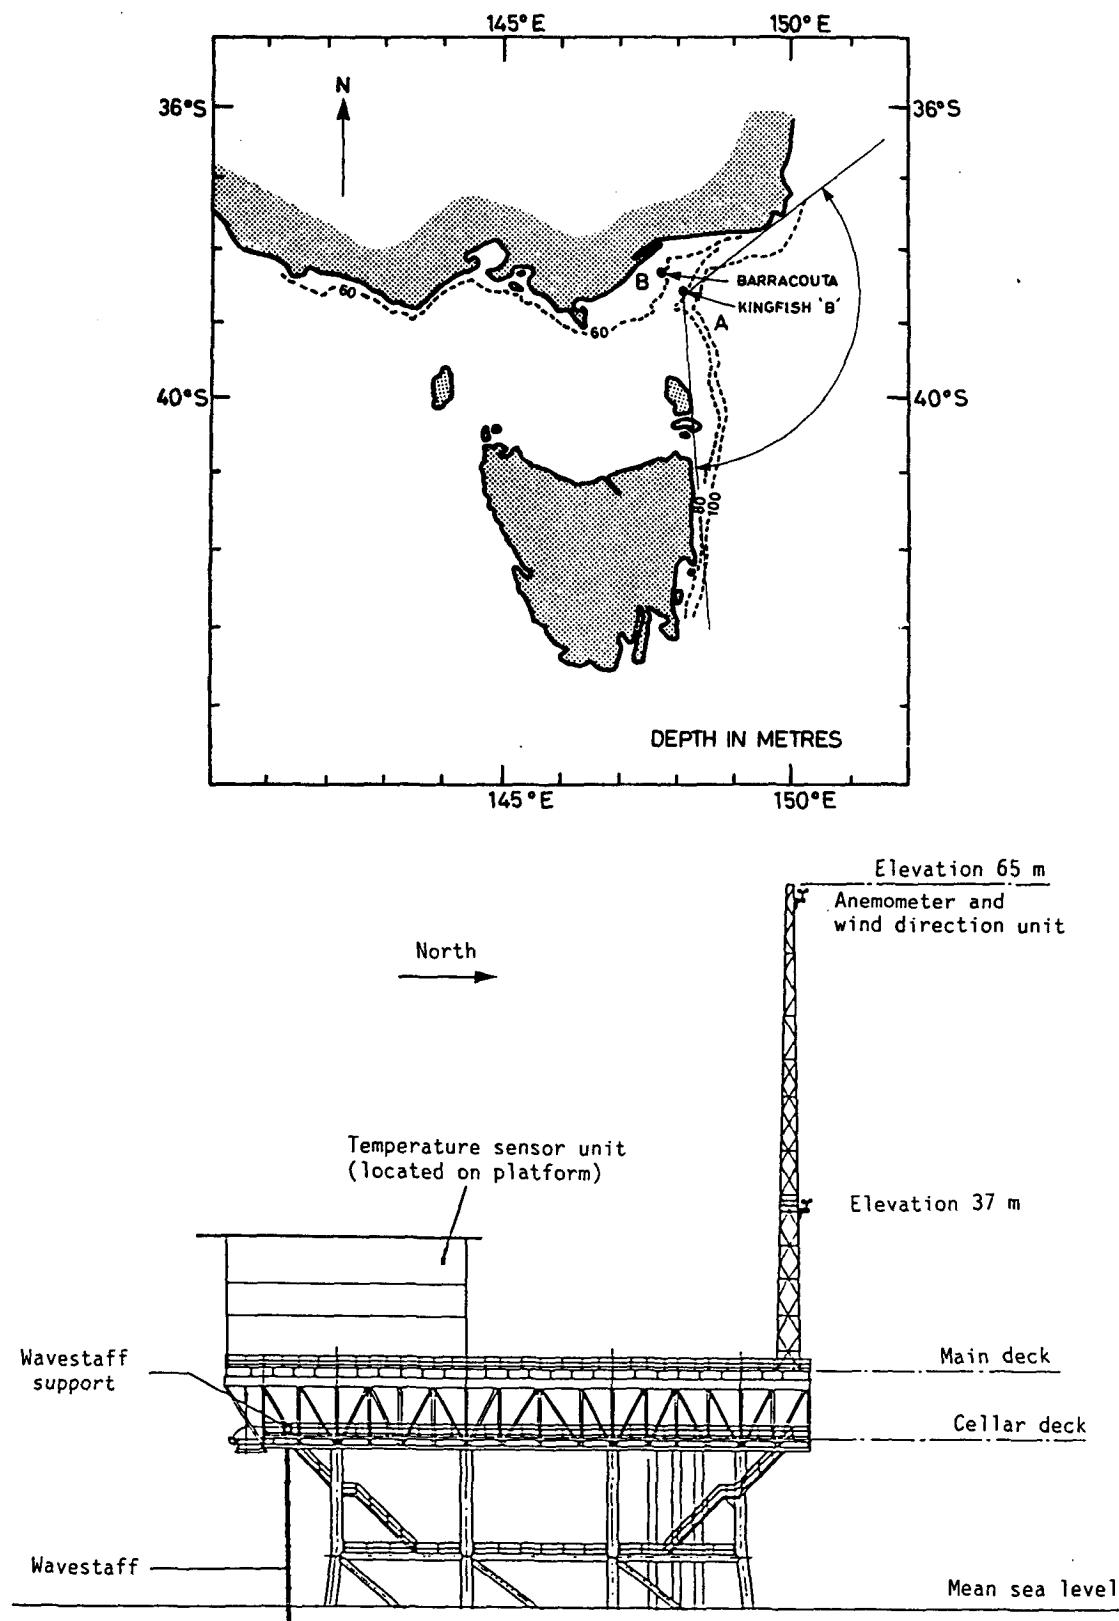 145°E
150°E
N
36°S
36°S
B
BARRACOUTA
KINGFISH 'B'
60
A
60
40°S
40°S
80
100
DEPTH IN METRES
145°E
150°E
Elevation 65 m
Anemometer and
wind direction unit
North
Temperature sensor unit
(located on platform)
Elevation 37 m
Wavestaff
support
Main deck
Cellar deck
Wavestaff
Mean sea level